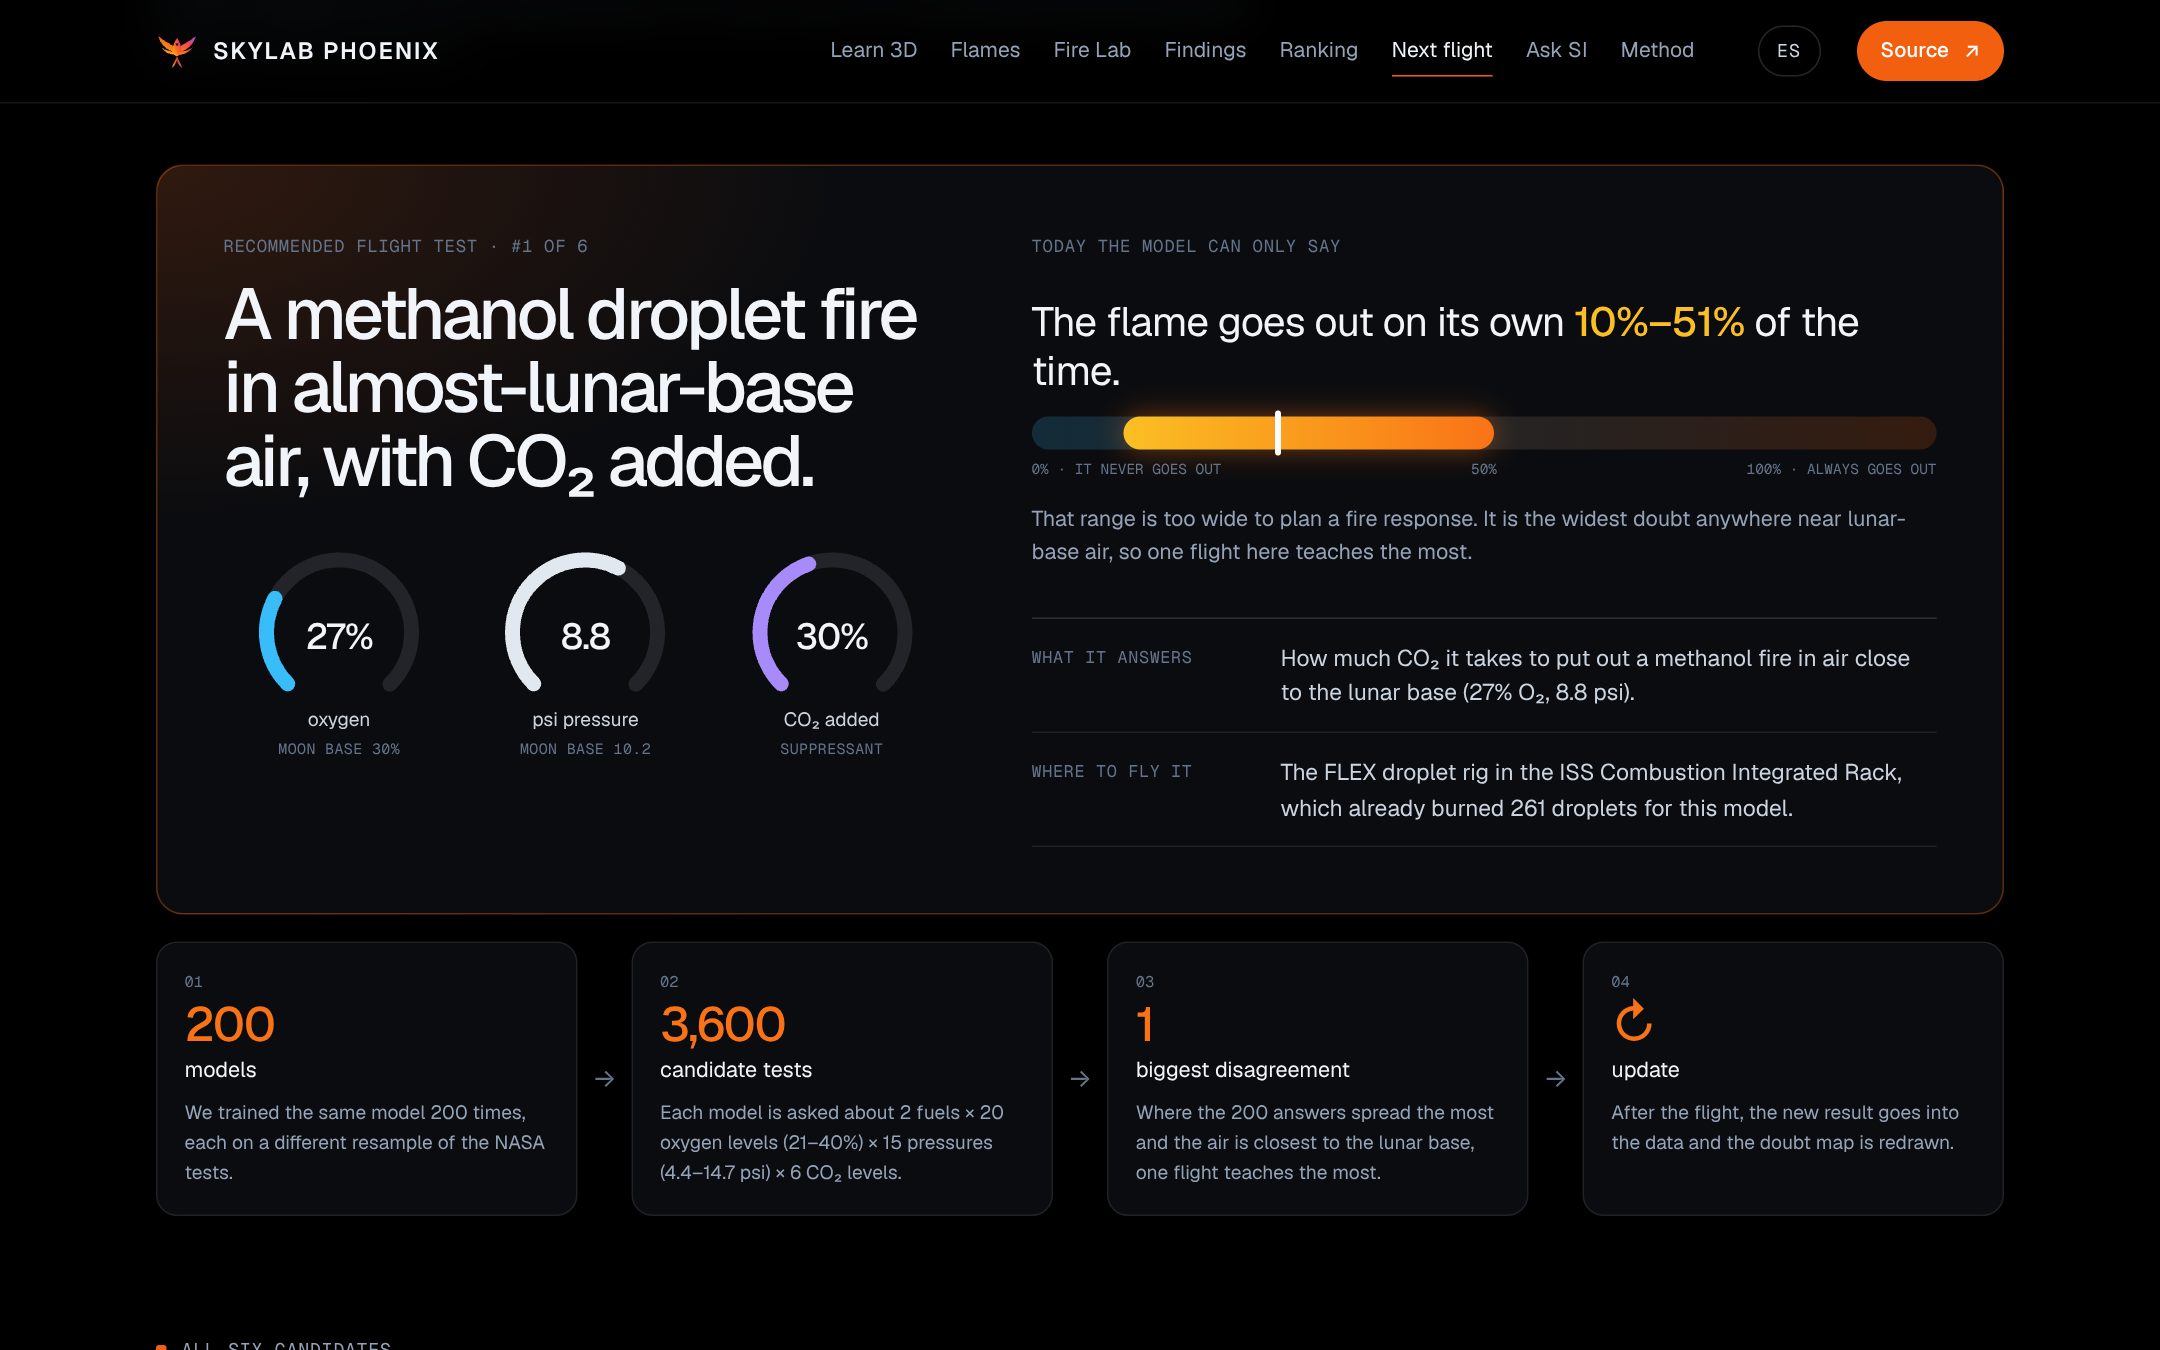 SKYLAB PHOENIX
Learn 3D
Flames
Fire Lab
Findings
Ranking
Next flight
Ask SI
Method
ES
Source ↗
RECOMMENDED FLIGHT TEST · #1 OF 6
A methanol droplet fire
in almost-lunar-base
air, with CO₂ added.
27%
oxygen
MOON BASE 30%
8.8
psi pressure
MOON BASE 10.2
30%
CO₂ added
SUPPRESSANT
TODAY THE MODEL CAN ONLY SAY
The flame goes out on its own 10%–51% of the
time.
0% · IT NEVER GOES OUT
50%
100% · ALWAYS GOES OUT
That range is too wide to plan a fire response. It is the widest doubt anywhere near lunar-
base air, so one flight here teaches the most.
WHAT IT ANSWERS
How much CO₂ it takes to put out a methanol fire in air close
to the lunar base (27% O₂, 8.8 psi).
WHERE TO FLY IT
The FLEX droplet rig in the ISS Combustion Integrated Rack,
which already burned 261 droplets for this model.
01
200
models
We trained the same model 200 times,
each on a different resample of the NASA
tests.
→
02
3,600
candidate tests
Each model is asked about 2 fuels × 20
oxygen levels (21–40%) × 15 pressures
(4.4–14.7 psi) × 6 CO₂ levels.
→
03
1
biggest disagreement
Where the 200 answers spread the most
and the air is closest to the lunar base,
one flight teaches the most.
→
04
↻
update
After the flight, the new result goes into
the data and the doubt map is redrawn.
ALL SIX CANDIDATES